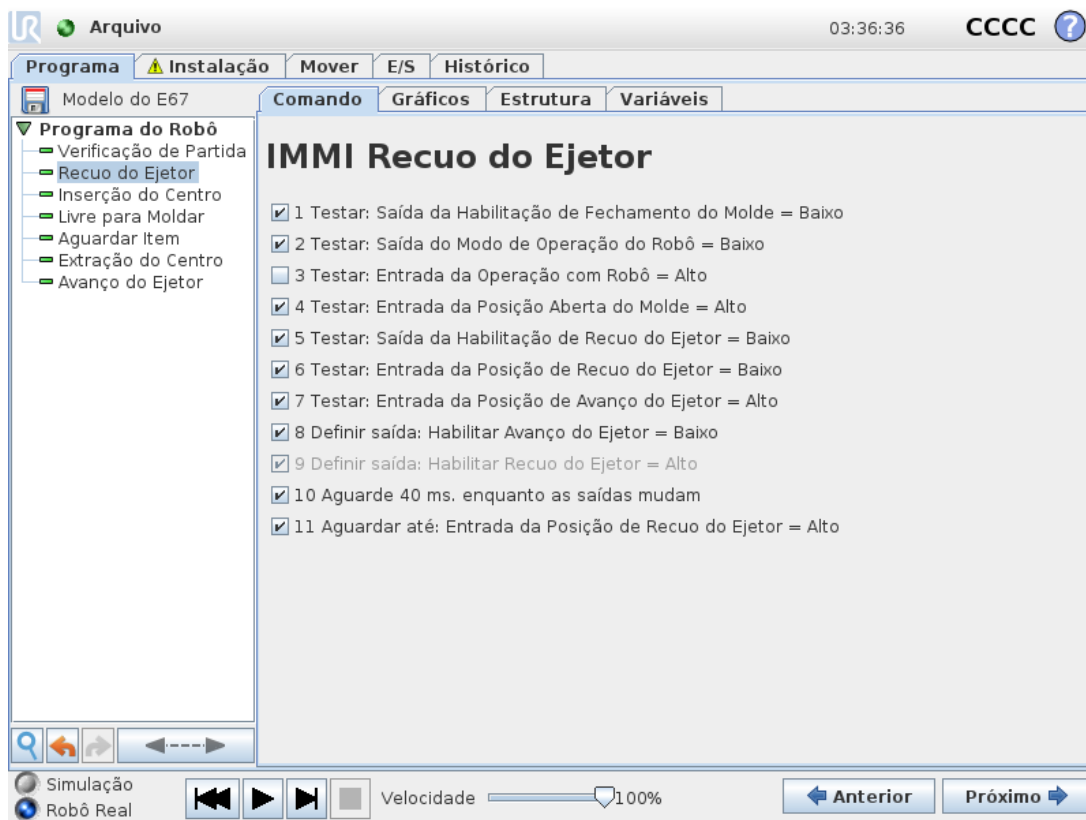 UR Arquivo 03:36:36 CCCC ?
Programa Instalação Mover E/S Histórico
Modelo do E67
Comando Gráficos Estrutura Variáveis
Programa do Robô
Verificação de Partida
Recuo do Ejetor
Inserção do Centro
Livre para Moldar
Aguardar Item
Extração do Centro
Avanço do Ejetor
IMMI Recuo do Ejetor
1 Testar: Saída da Habilitação de Fechamento do Molde = Baixo
2 Testar: Saída do Modo de Operação do Robô = Baixo
3 Testar: Entrada da Operação com Robô = Alto
4 Testar: Entrada da Posição Aberta do Molde = Alto
5 Testar: Saída da Habilitação de Recuo do Ejetor = Baixo
6 Testar: Entrada da Posição de Recuo do Ejetor = Baixo
7 Testar: Entrada da Posição de Avanço do Ejetor = Alto
8 Definir saída: Habilitar Avanço do Ejetor = Baixo
9 Definir saída: Habilitar Recuo do Ejetor = Alto
10 Aguarde 40 ms. enquanto as saídas mudam
11 Aguardar até: Entrada da Posição de Recuo do Ejetor = Alto
Simulação
Robô Real
Velocidade 100%
Anterior Próximo